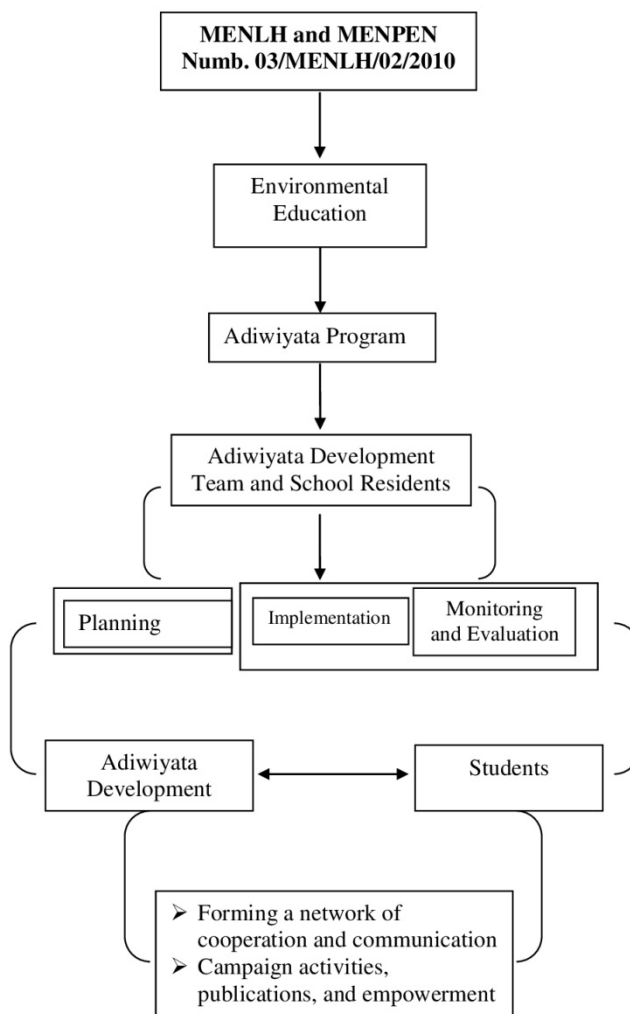 MENLH and MENPEN
Numb. 03/MENLH/02/2010
Environmental
Education
Adiwiyata Program
Adiwiyata Development
Team and School Residents
Planning
Implementation
Monitoring
and Evaluation
Adiwiyata
Development
Students
➢ Forming a network of
cooperation and communication
➢ Campaign activities,
publications, and empowerment